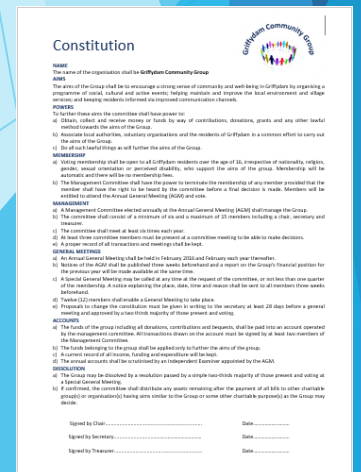 Griffydam Community Group
Constitution
NAME
The name of the organisation shall be Griffydam Community Group
AIMS
The aims of the Group shall be to encourage a strong sense of community and well-being in Griffydam by organising a
programme of social, cultural and active events; helping maintain and improve the local environment and village
services; and keeping residents informed via improved communication channels.
POWERS
To further these aims the committee shall have power to:
a) Obtain, collect and receive money or funds by way of contributions, donations, grants and any other lawful
method towards the aims of the Group.
b) Associate local authorities, voluntary organisations and the residents of Griffydam in a common effort to carry out
the aims of the Group.
c) Do all such lawful things as will further the aims of the Group.
MEMBERSHIP
a) Voting membership shall be open to all Griffydam residents over the age of 16, irrespective of nationality, religion,
gender, sexual orientation or perceived disability, who support the aims of the group. Membership will be
automatic and there will be no membership fees.
b) The Management Committee shall have the power to terminate the membership of any member provided that the
member shall have the right to be heard by the committee before a final decision is made. Members will be
entitled to attend the Annual General Meeting (AGM) and vote.
MANAGEMENT
a) A Management Committee elected annually at the Annual General Meeting (AGM) shall manage the Group.
b) The committee shall consist of a minimum of six and a maximum of 15 members including a chair, secretary and
treasurer.
c) The committee shall meet at least six times each year.
d) At least three committee members must be present at a committee meeting to be able to make decisions.
e) A proper record of all transactions and meetings shall be kept.
GENERAL MEETINGS
a) An Annual General Meeting shall be held in February 2016 and February each year thereafter.
b) Notices of the AGM shall be published three weeks beforehand and a report on the Group's financial position for
the previous year will be made available at the same time.
c) A Special General Meeting may be called at any time at the request of the committee, or not less than one quarter
of the membership. A notice explaining the place, date, time and reason shall be sent to all members three weeks
beforehand.
d) Twelve (12) members shall enable a General Meeting to take place.
e) Proposals to change the constitution must be given in writing to the secretary at least 28 days before a general
meeting and approved by a two thirds majority of those present and voting.
ACCOUNTS
a) The funds of the group including all donations, contributions and bequests, shall be paid into an account operated
by the management committee. All transactions drawn on the account must be signed by at least two members of
the Management Committee.
b) The funds belonging to the group shall be applied only to further the aims of the group.
c) A current record of all income, funding and expenditure will be kept.
d) The annual accounts shall be scrutinised by an Independent Examiner appointed by the AGM.
DISSOLUTION
a) The Group may be dissolved by a resolution passed by a simple two-thirds majority of those present and voting at
a Special General Meeting.
b) If confirmed, the committee shall distribute any assets remaining after the payment of all bills to other charitable
group(s) or organisation(s) having aims similar to the Group or some other charitable purpose(s) as the Group may
decide.
Signed by Chair.......................................... Date.................
Signed by Secretary.................................... Date.................
Signed by Treasurer.................................... Date.................